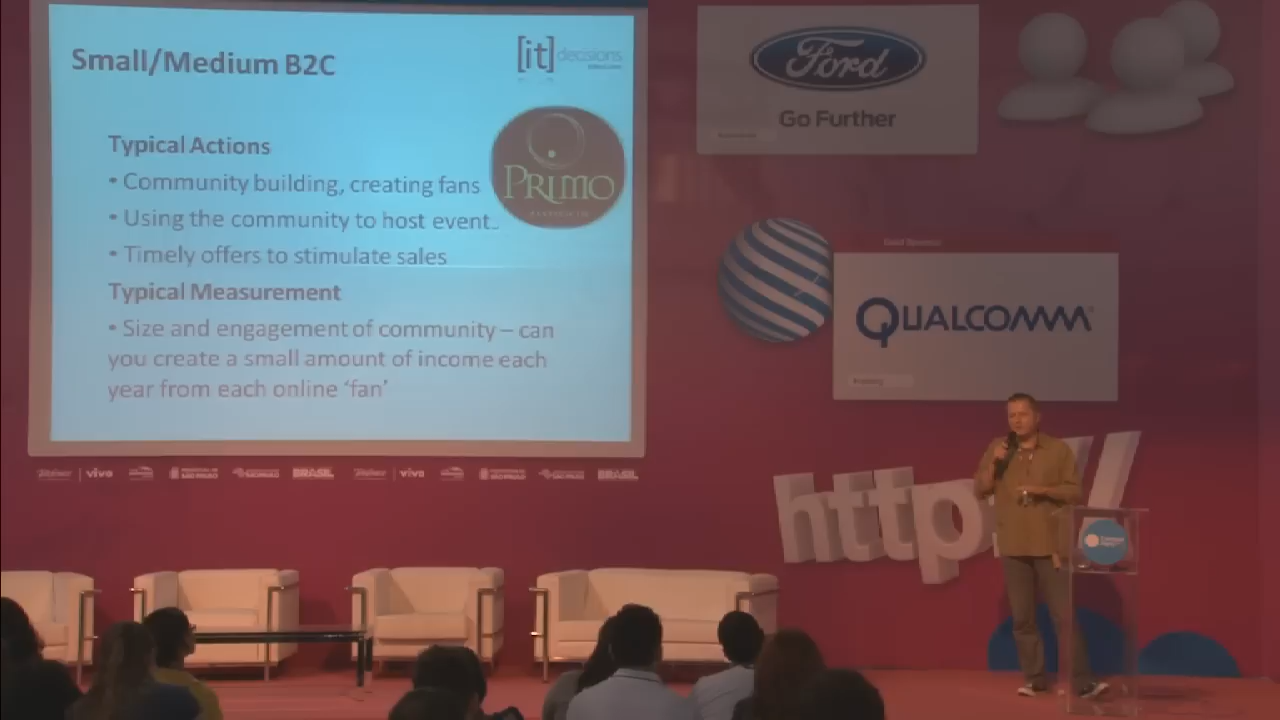 Small/Medium B2C
[it] decisions
Typical Actions
• Community building, creating fans
• Using the community to host event
• Timely offers to stimulate sales
Typical Measurement
• Size and engagement of community – can
you create a small amount of income each
year from each online ‘fan’
PRIMO
Ford
Go Further
QUALCOMM
vivo
BRASIL
vivo
BRASIL
http://